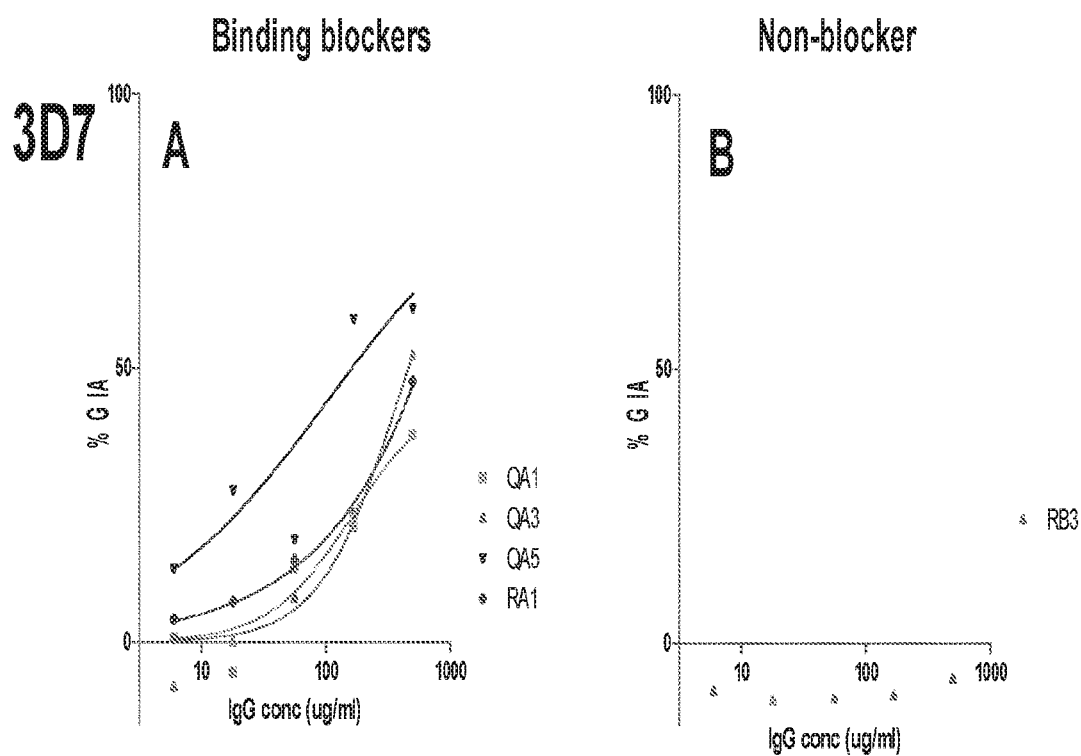 Binding blockers
Non-blocker
3D7
A
100
50
0
% G IA
10
100
1000
IgG conc (ug/ml)
QA1
QA3
QA5
RA1
B
100
50
0
% G IA
10
100
1000
IgG conc (ug/ml)
RB3